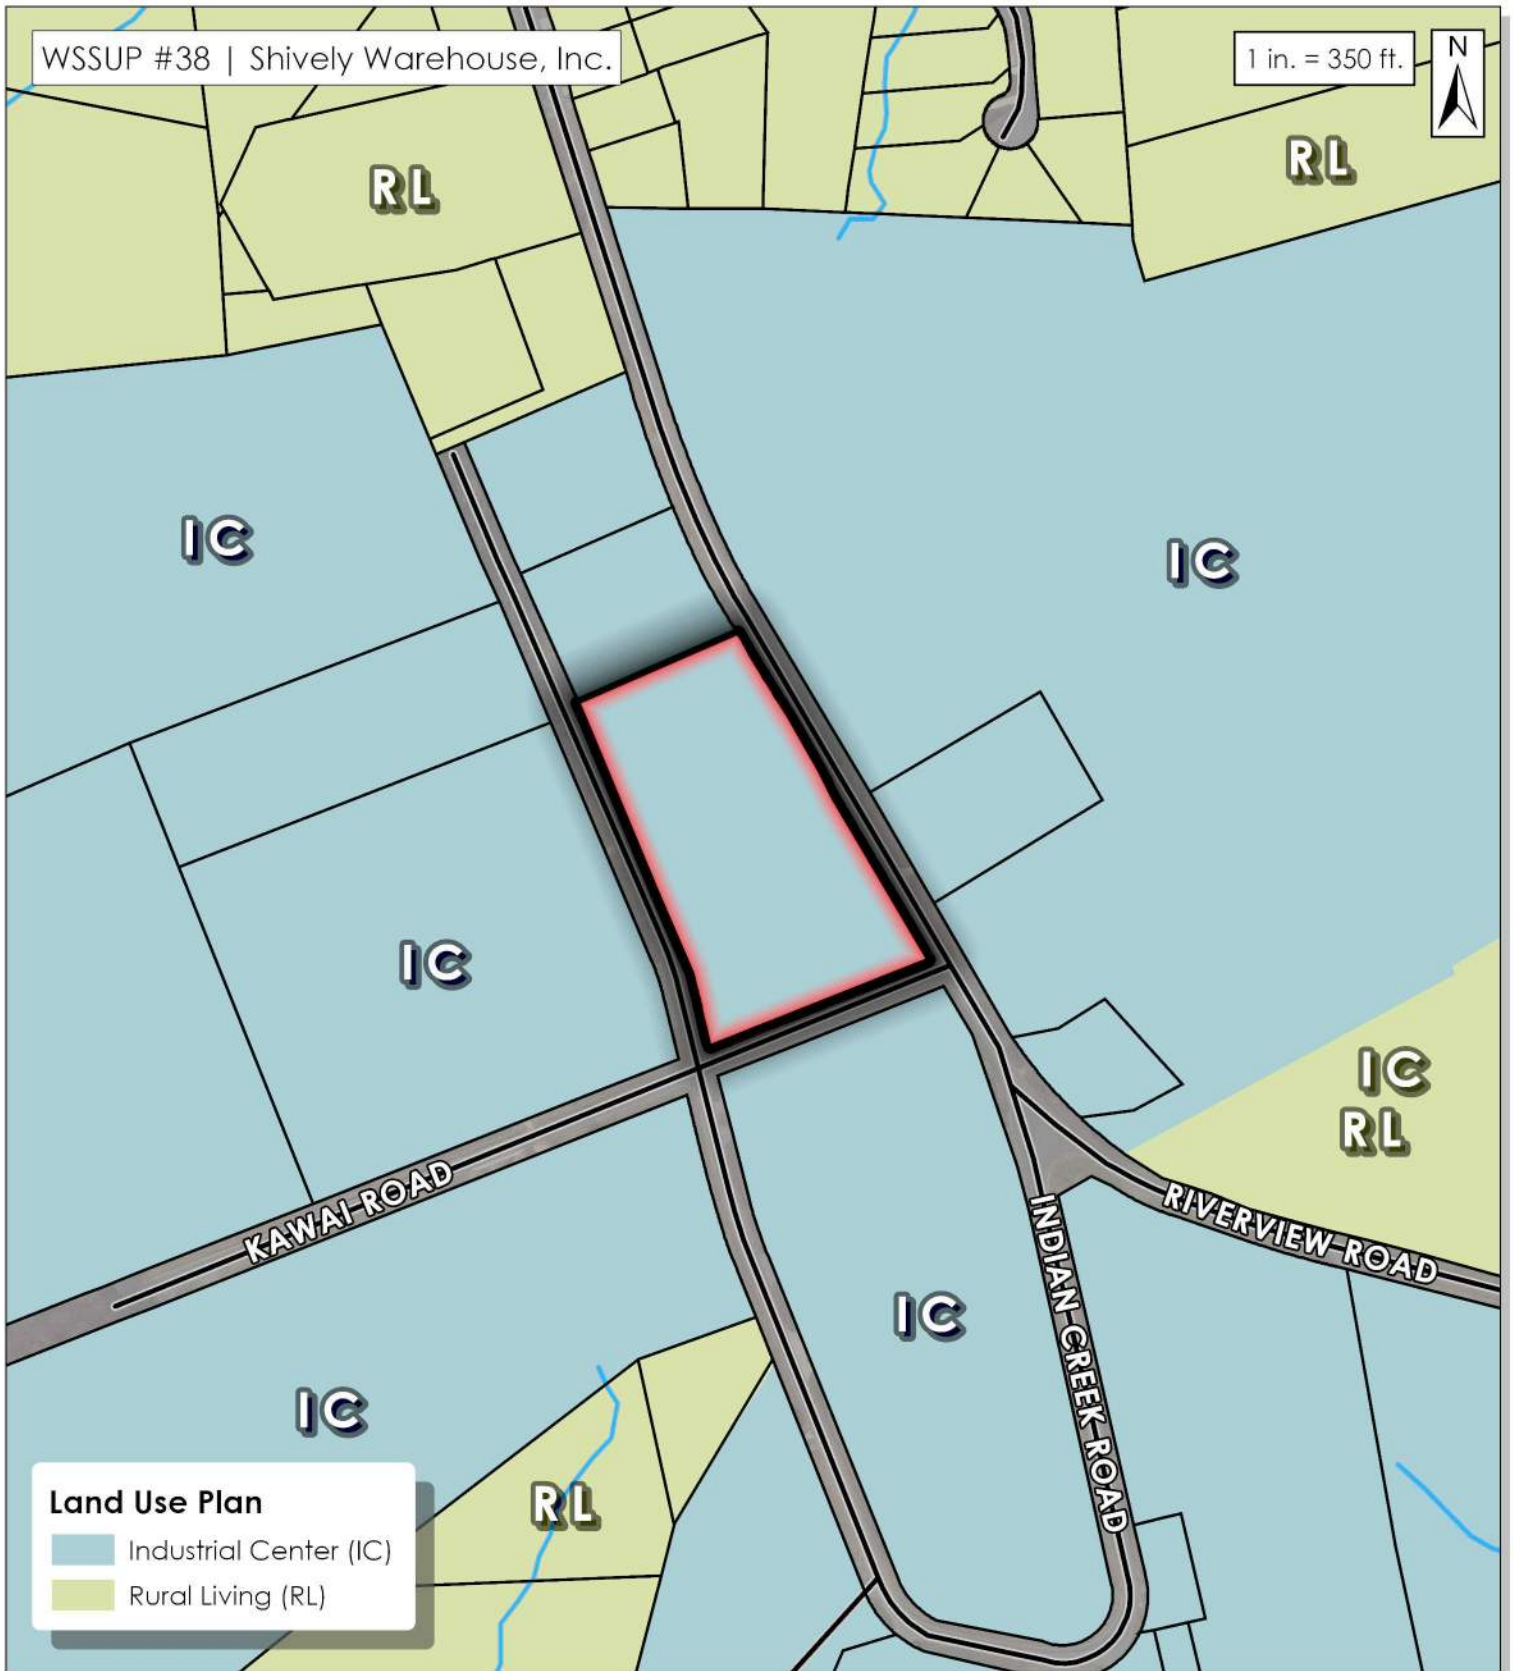 WSSUP #38 | Shively Warehouse, Inc.
1 in. = 350 ft.
N
RL
RL
IC
IC
IC
IC
RL
KAWAI ROAD
RIVERVIEW ROAD
INDIAN CREEK ROAD
IC
IC
RL
Land Use Plan
Industrial Center (IC)
Rural Living (RL)